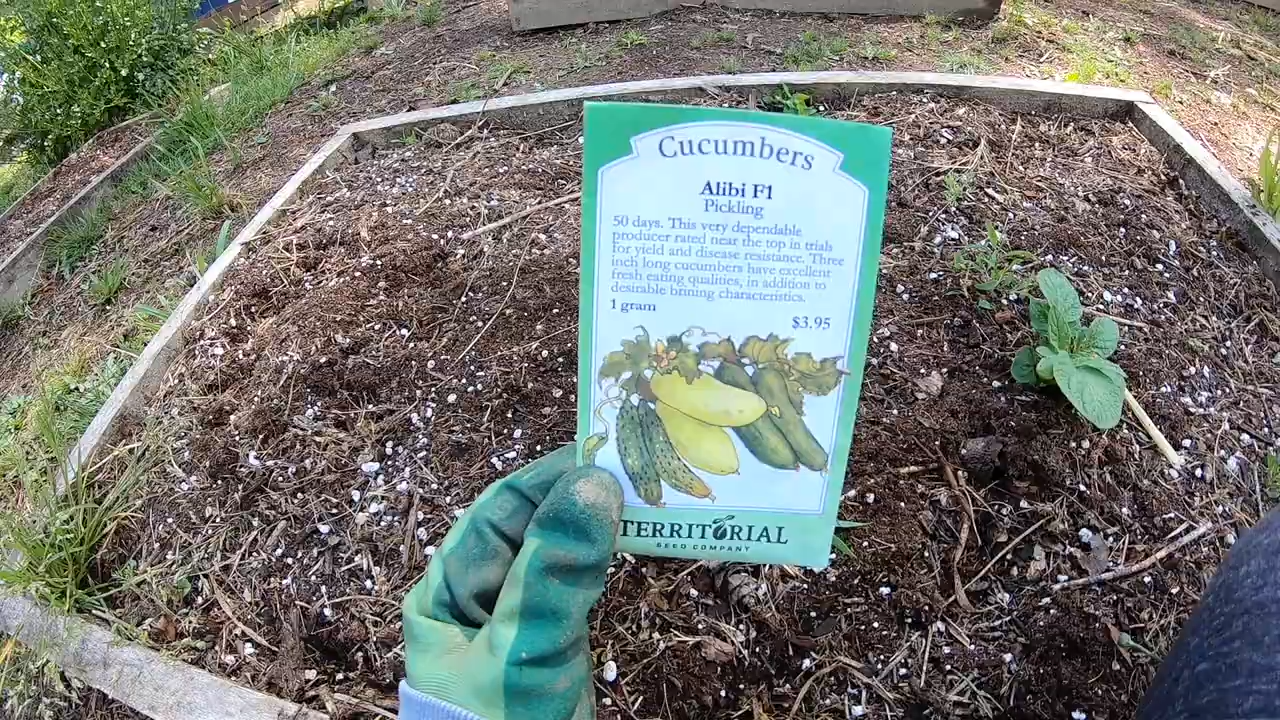 Cucumbers
Alibi F1
Pickling
50 days. This very dependable
producer rated near the top in trials
for yield and disease resistance. Three
inch long cucumbers have excellent
fresh eating qualities, in addition to
desirable brining characteristics.
1 gram
$3.95
TERRITORIAL
SEED COMPANY